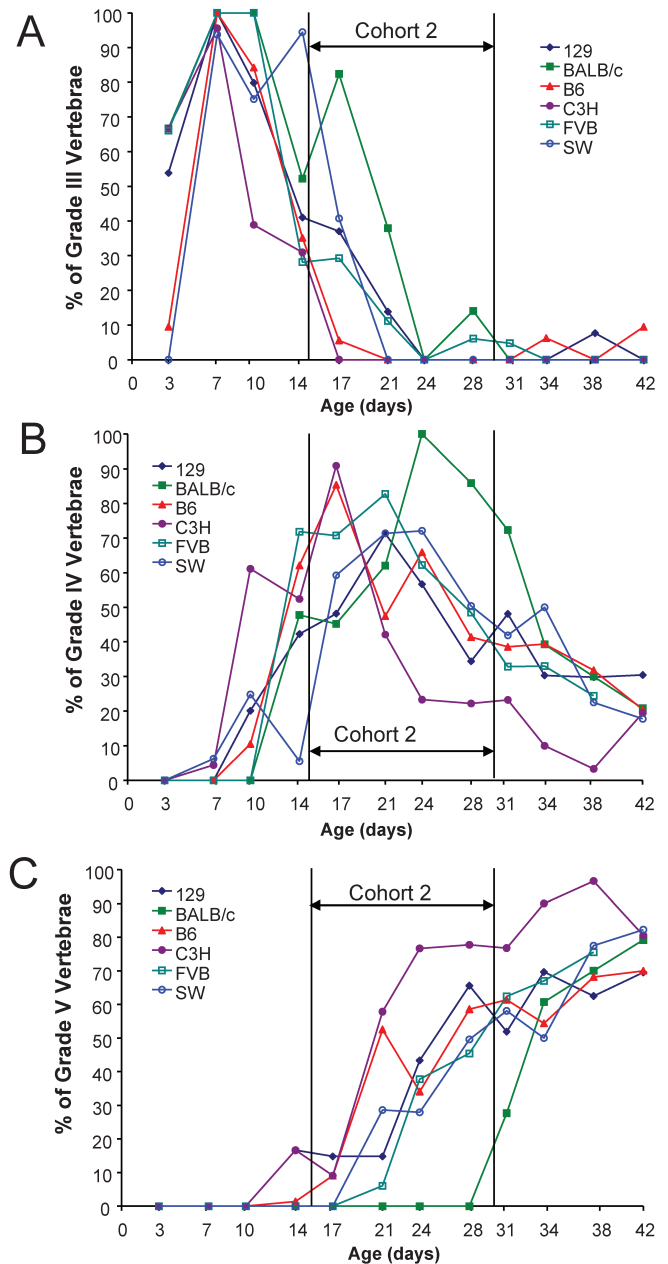 A
% of Grade III Vertebrae
100
90
80
70
60
50
40
30
20
10
0
Cohort 2
129
BALB/c
B6
C3H
FVB
SW
0 3 7 10 14 17 21 24 28 31 34 38 42
Age (days)
B
% of Grade IV Vertebrae
100
90
80
70
60
50
40
30
20
10
0
129
BALB/c
B6
C3H
FVB
SW
Cohort 2
0 3 7 10 14 17 21 24 28 31 34 38 42
Age (days)
C
% of Grade V Vertebrae
100
90
80
70
60
50
40
30
20
10
0
129
BALB/c
B6
C3H
FVB
SW
Cohort 2
0 3 7 10 14 17 21 24 28 31 34 38 42
Age (days)